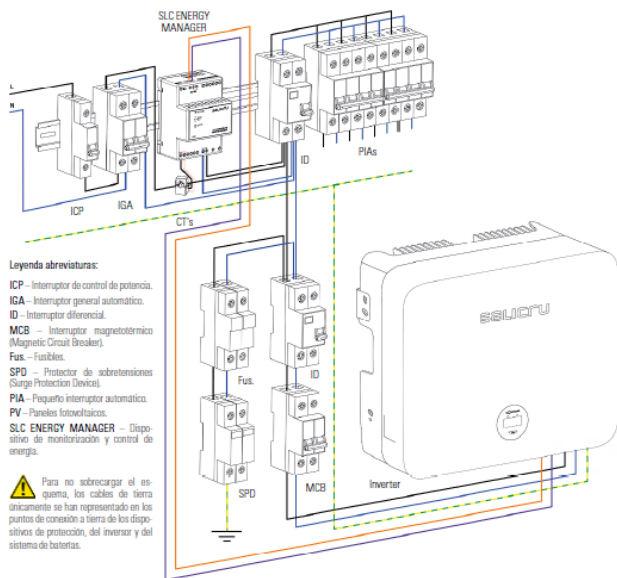 SLC ENERGY
MANAGER
L
N
ICP
IGA
CT's
ID
PIAs
Leyenda abreviaturas:
ICP – Interruptor de control de potencia.
IGA – Interruptor general automático.
ID – Interruptor diferencial.
MCB – Interruptor magnetotérmico
(Magnetic Circuit Breaker).
Fus. – Fusibles.
SPD – Protector de sobretensiones
(Surge Protection Device).
PIA – Pequeño interruptor automático.
PV – Paneles fotovoltaicos.
SLC ENERGY MANAGER – Dispo-
sitivo de monitorización y control de
energía.
Para no sobrecargar el es-
quema, los cables de tierra
únicamente se han representado en los
puntos de conexión a tierra de los dispo-
sitivos de protección, del inversor y del
sistema de baterías.
Fus.
ID
SPD
MCB
salicru
Inverter